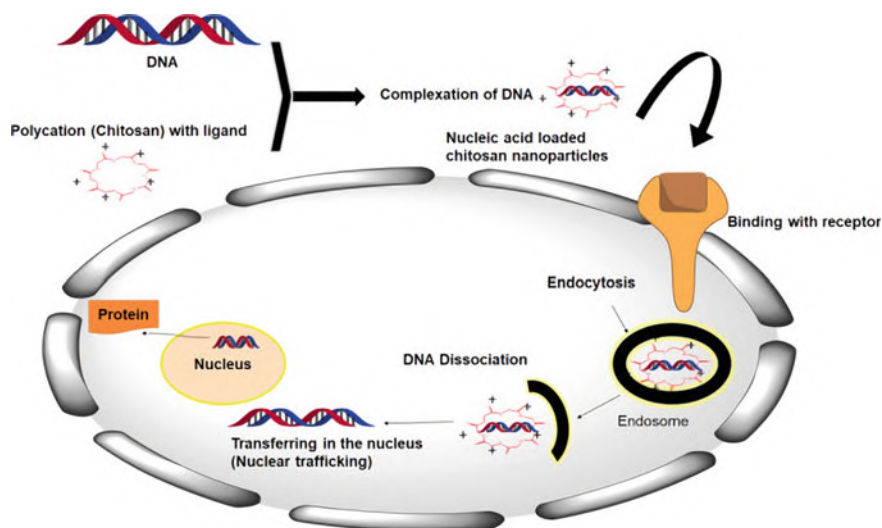 DNA
Complexation of DNA
Polycation (Chitosan) with ligand
Nucleic acid loaded
chitosan nanoparticles
Binding with receptor
Endocytosis
Protein
Nucleus
DNA Dissociation
Endosome
Transferring in the nucleus
(Nuclear trafficking)